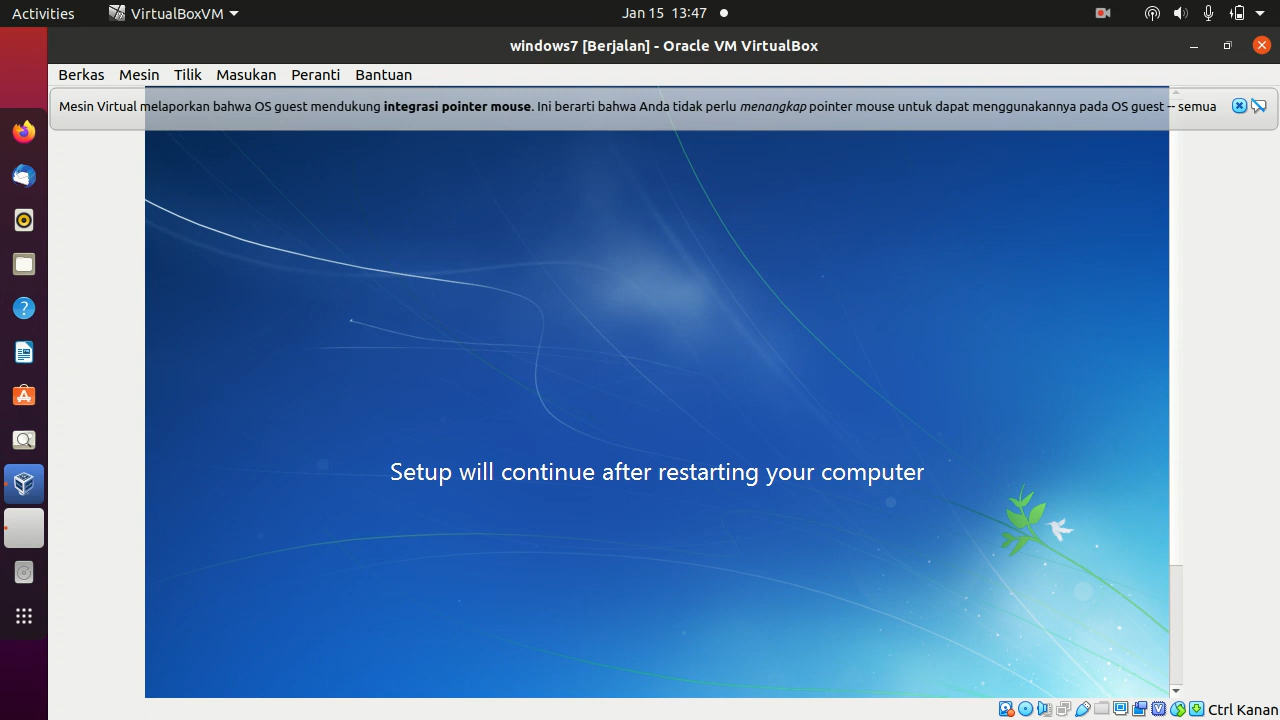 Activities VirtualBoxVM Jan 15 13:47
windows7 [Berjalan] - Oracle VM VirtualBox
Berkas Mesin Tilik Masukan Peranti Bantuan
Mesin Virtual melaporkan bahwa OS guest mendukung integrasi pointer mouse. Ini berarti bahwa Anda tidak perlu menangkap pointer mouse untuk dapat menggunakannya pada OS guest -- semua
Setup will continue after restarting your computer
Ctrl Kanan